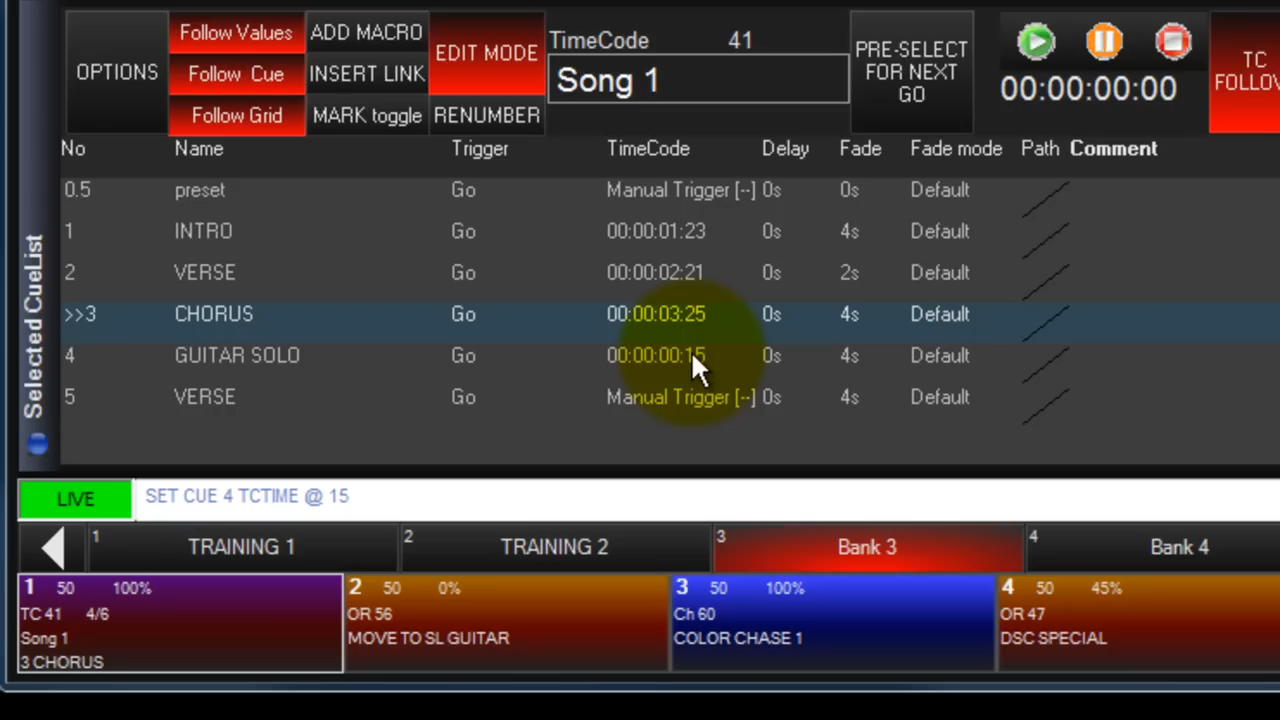 OPTIONS
Follow Values
Follow Cue
Follow Grid
ADD MACRO
INSERT LINK
MARK toggle
EDIT MODE
RENUMBER
TimeCode 41
Song 1
PRE-SELECT
FOR NEXT
GO
00:00:00:00
TC
FOLLOV
No Name Trigger TimeCode Delay Fade Fade mode Path Comment
0.5 preset Go Manual Trigger [--] 0s 0s Default
1 INTRO Go 00:00:01:23 0s 4s Default
2 VERSE Go 00:00:02:21 0s 2s Default
>>3 CHORUS Go 00:00:03:25 0s 4s Default
4 GUITAR SOLO Go 00:00:00:15 0s 4s Default
5 VERSE Go Manual Trigger [--] 0s 4s Default
Selected CueList
LIVE SET CUE 4 TCTIME @ 15
1 TRAINING 1 2 TRAINING 2 3 Bank 3 4 Bank 4
1 50 100%
TC 41 4/6
Song 1
3 CHORUS
2 50 0%
OR 56
MOVE TO SL GUITAR
3 50 100%
Ch 60
COLOR CHASE 1
4 50 45%
OR 47
DSC SPECIAL